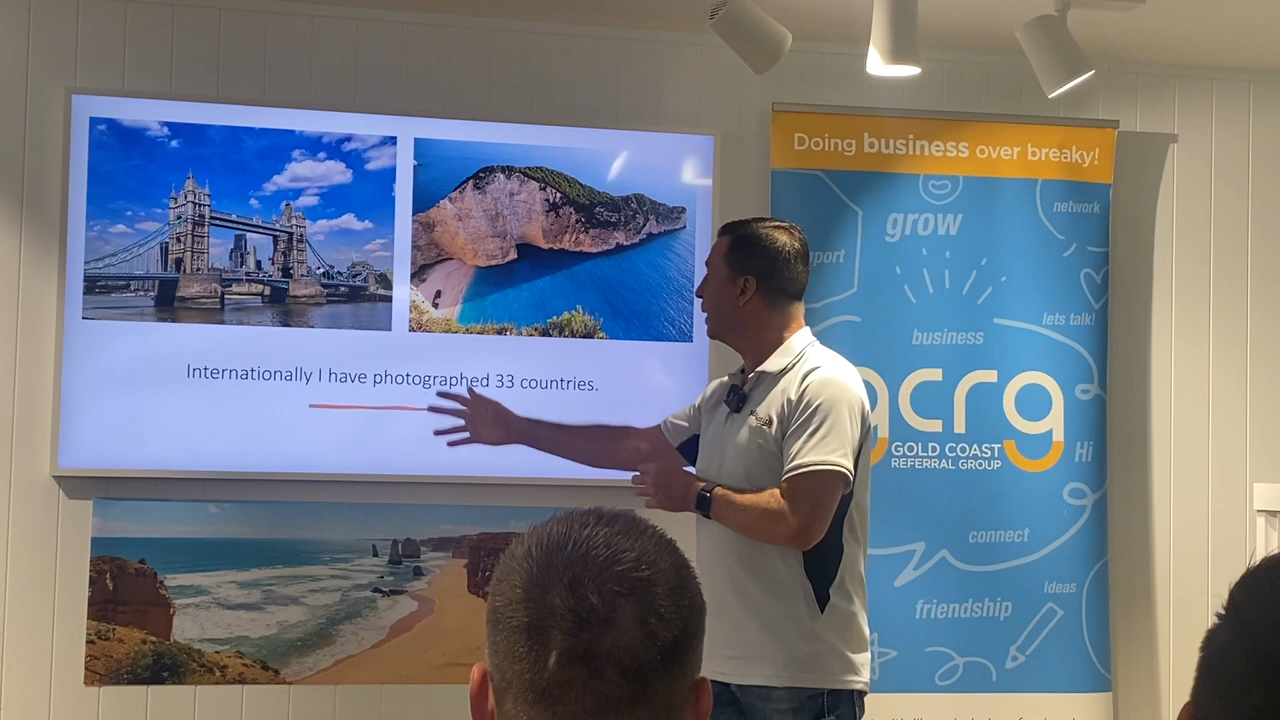 Internationally I have photographed 33 countries.
Doing business over breaky!
grow
network
port
lets talk!
business
gcrg
GOLD COAST
REFERRAL GROUP
Hi
connect
Ideas
friendship